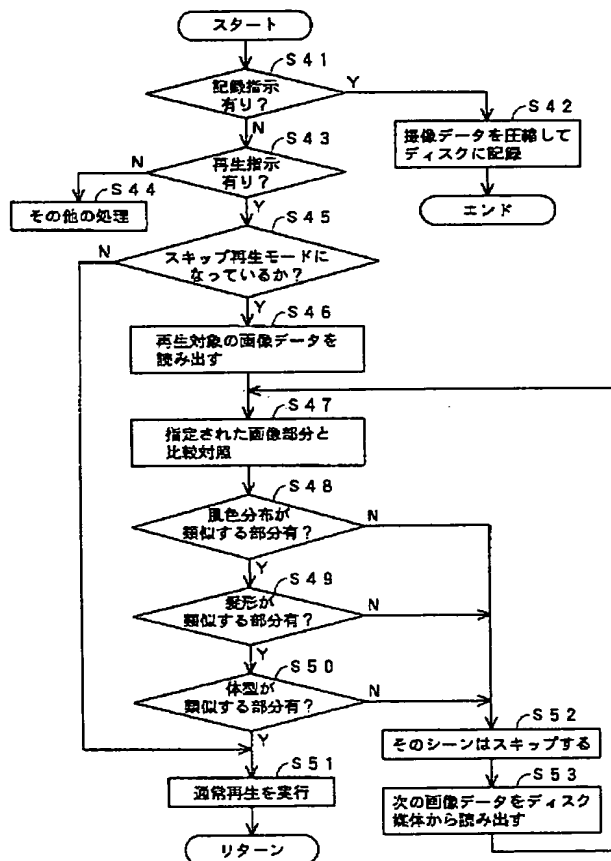 スタート
S41
記録指示
有り?
Y
N
S42
撮像データを圧縮して
ディスクに記録
エンド
S43
再生指示
有り?
N
Y
S44
その他の処理
S45
スキップ再生モードに
なっているか?
N
Y
S46
再生対象の画像データを
読み出す
S47
指定された画像部分と
比較対照
S48
風色分布が
類似する部分有?
N
Y
S49
髪形が
類似する部分有?
N
Y
S50
体型が
類似する部分有?
N
Y
S51
通常再生を実行
リターン
S52
そのシーンはスキップする
S53
次の画像データをディスク
媒体から読み出す